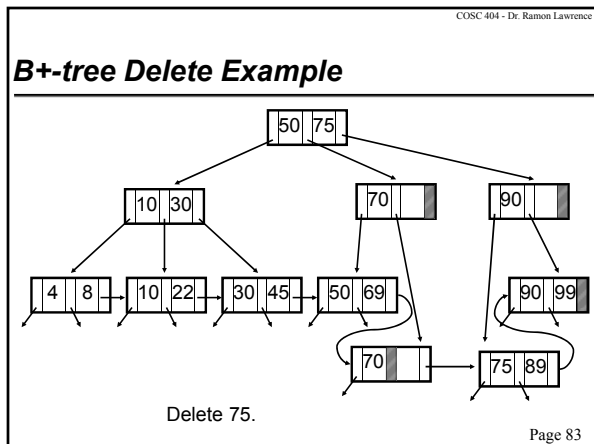 COSC 404 - Dr. Ramon Lawrence
B+-tree Delete Example
50 75
10 30
70
90
4 8
10 22
30 45
50 69
90 99
70
75 89
Delete 75.
Page 83